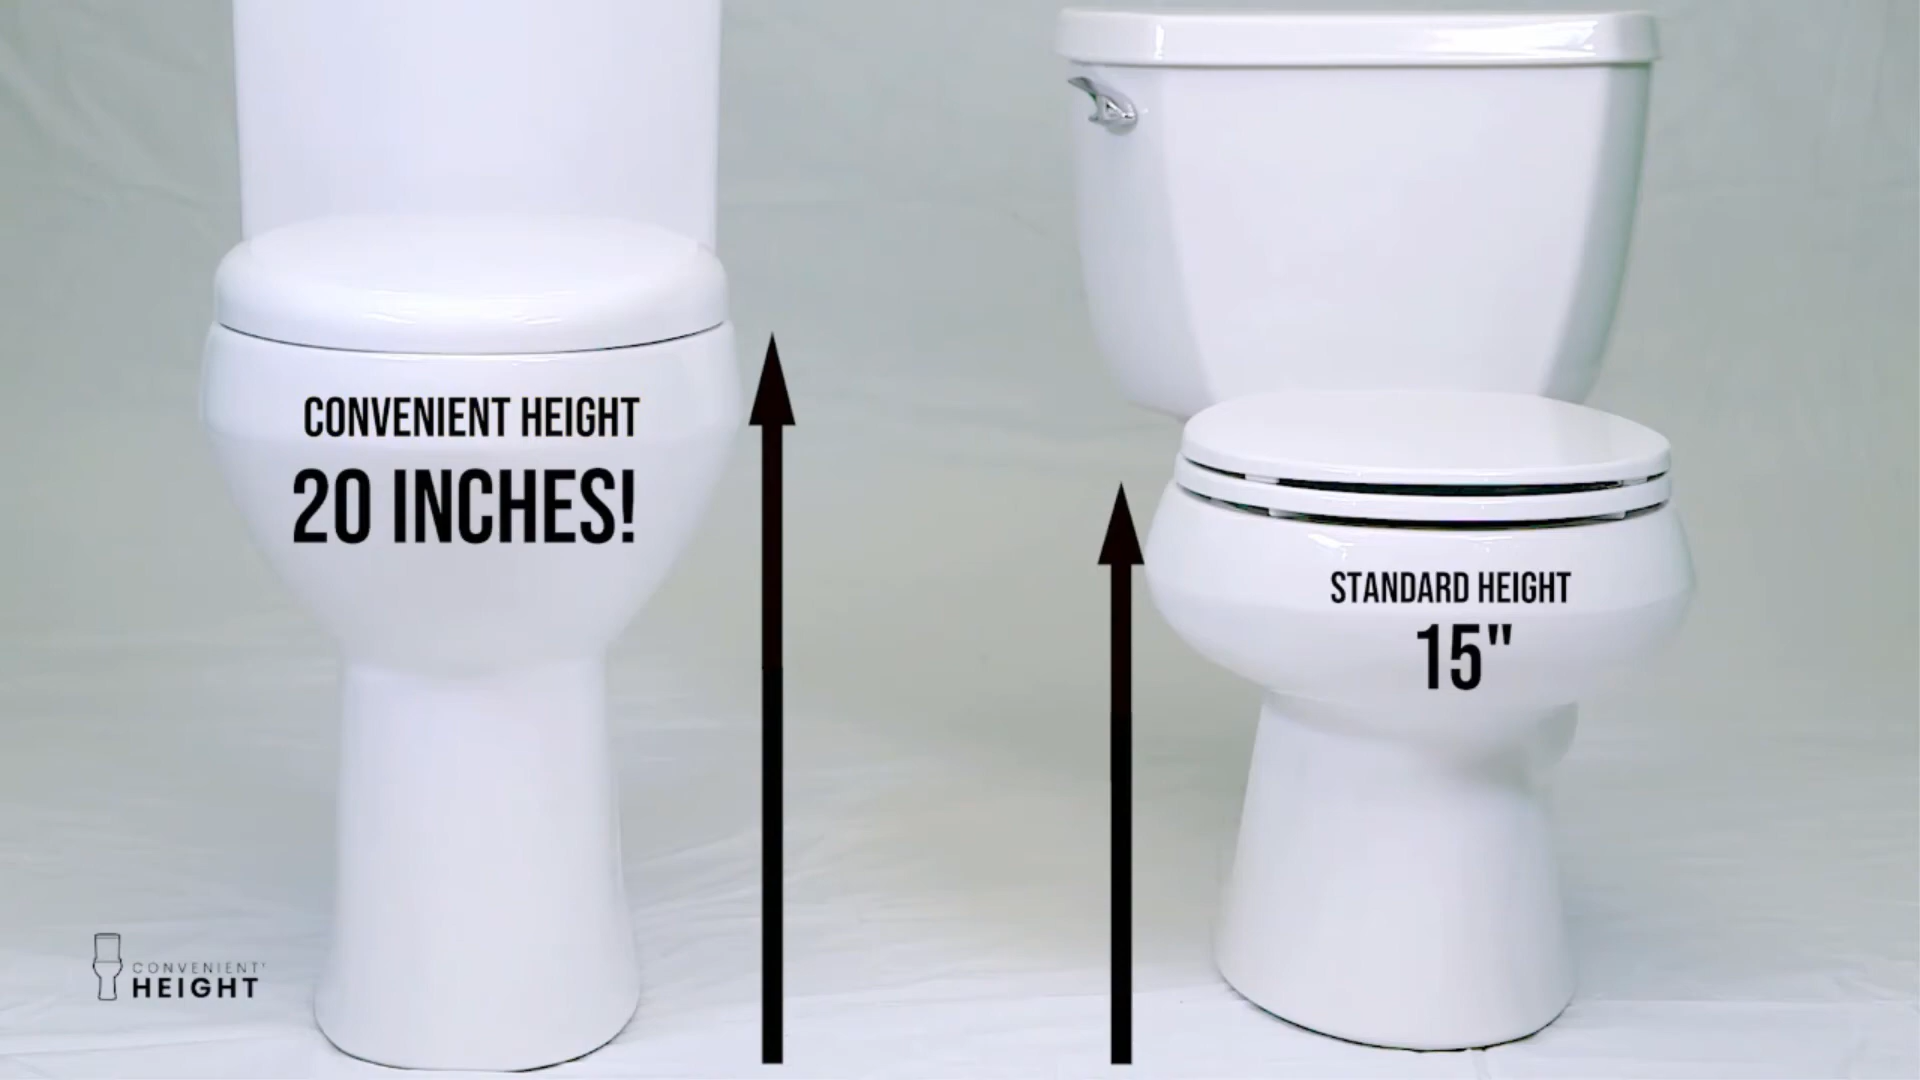 CONVENIENT HEIGHT
20 INCHES!
STANDARD HEIGHT
15"
CONVENIENT
HEIGHT